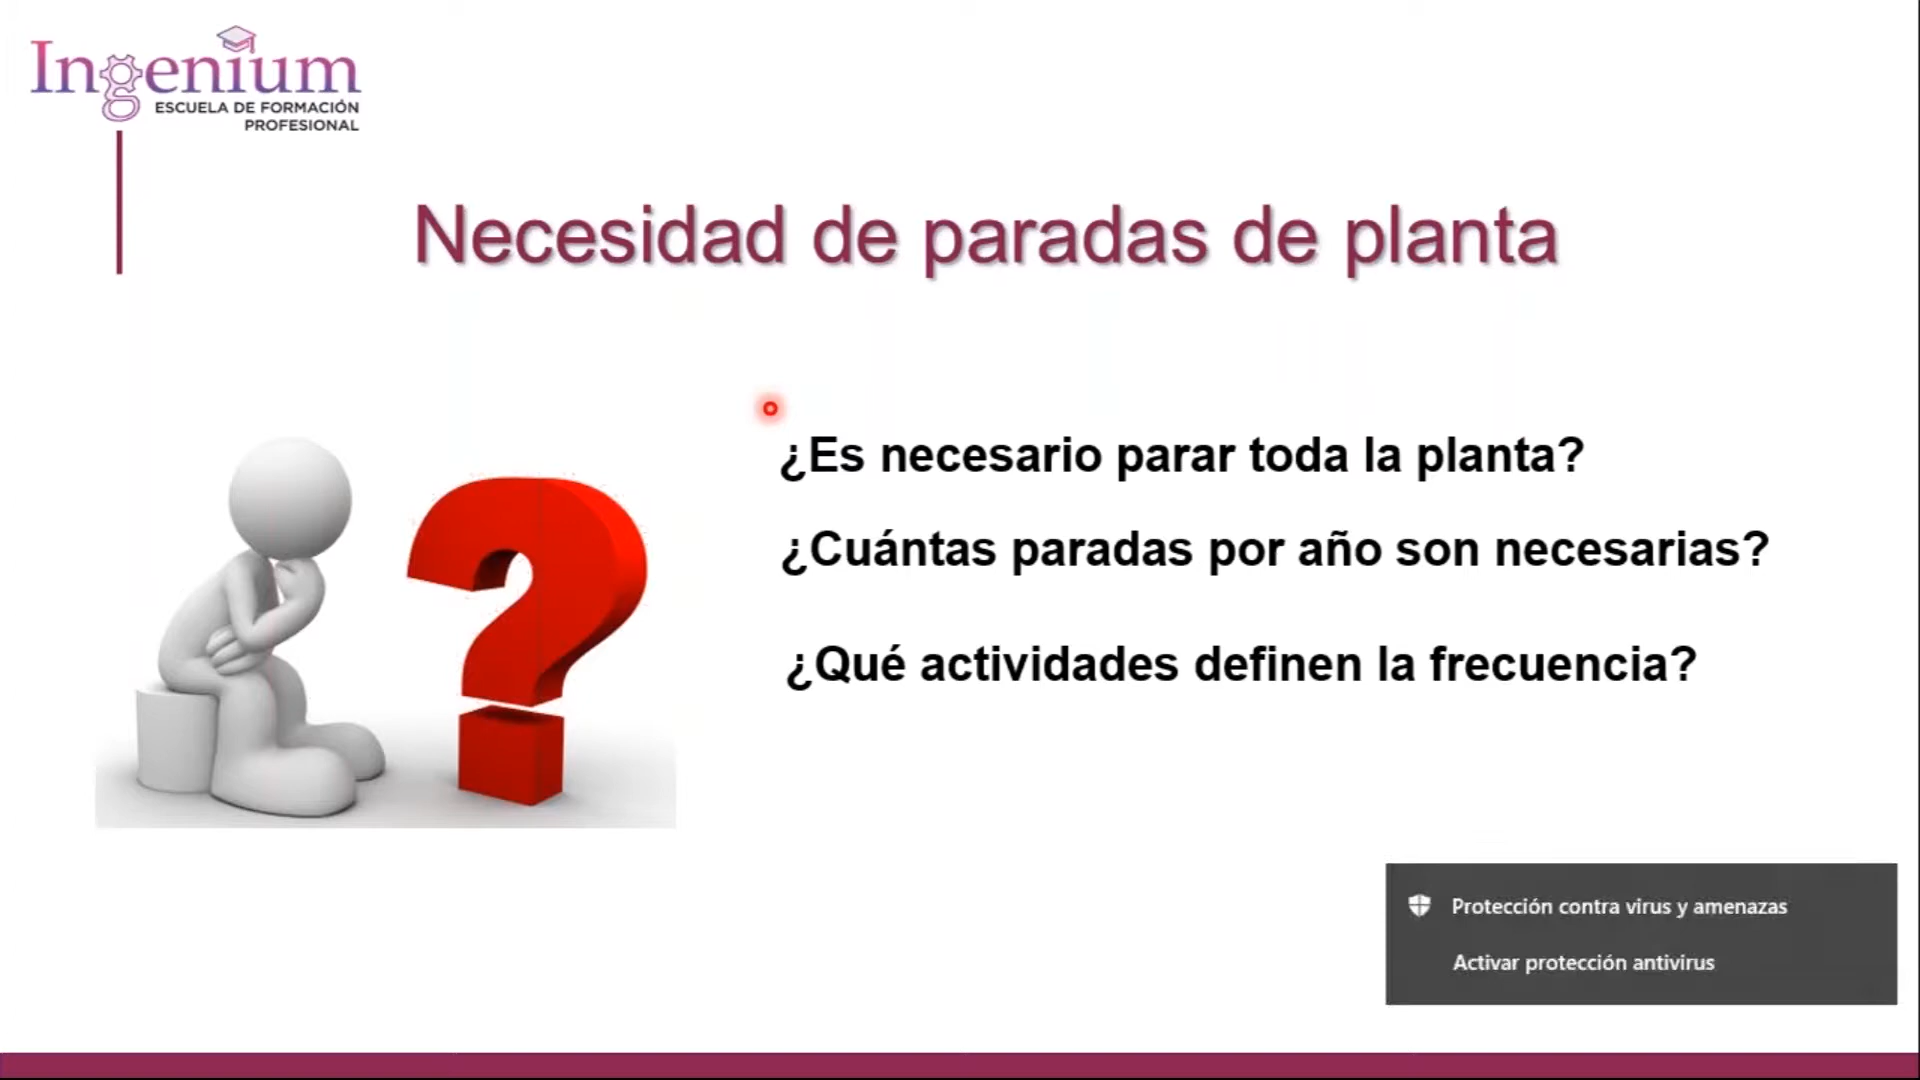 Ingenium
ESCUELA DE FORMACIÓN
PROFESIONAL
Necesidad de paradas de planta
¿Es necesario parar toda la planta?
¿Cuántas paradas por año son necesarias?
¿Qué actividades definen la frecuencia?
Protección contra virus y amenazas
Activar protección antivirus